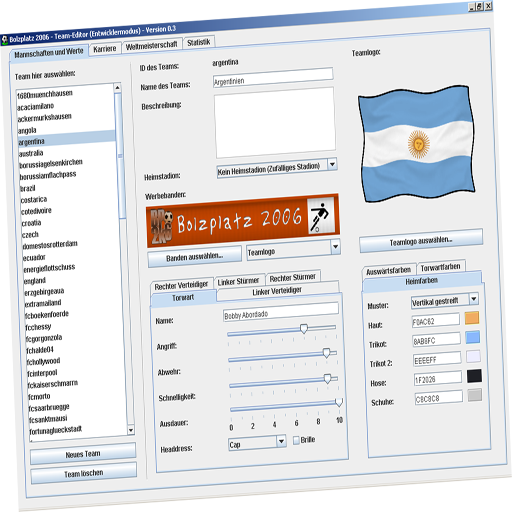 Bolzplatz 2006 - Team-Editor (Entwicklermodus) - Version 0.3
Mannschaften und Werte
Karriere
Weltmeisterschaft
Statistik
Team hier auswählen:
1680muenchhausen
acaciamilano
ackermurkshausen
angola
argentina
australia
borussiagelsenkirchen
borussiamflachpass
brazil
costarica
cotedivoire
croatia
czech
domestosrotterdam
ecuador
energieflottschuss
england
erzgebirgeaua
extramailand
fcboekenfoerde
fcchessy
fcgorgonzola
fchalde04
fchollywood
fcinterpool
fckaiserschmarrn
fcmorto
fcsaarbruegge
fcsanktmausi
fortunaglueckstadt
Neues Team
Team löschen
ID des Teams:
argentina
Name des Teams:
Argentinien
Beschreibung:
Heimstadion:
Kein Heimstadion (Zufälliges Stadion)
Werbebanden:
Bolzplatz 2006
Banden auswählen...
Teamlogo
Rechter Verteidiger
Linker Stürmer
Rechter Stürmer
Torwart
Linker Verteidiger
Name:
Bobby Abordado
Angriff:
Abwehr:
Schnelligkeit:
Ausdauer:
0 2 4 6 8 10
Headdress:
Cap
Brille
Teamlogo:
Teamlogo auswählen...
Auswärtsfarben
Torwartfarben
Heimfarben
Muster:
Vertikal gestreift
Haut:
F0AC62
Trikot:
8AB8FC
Trikot 2:
EEEEFF
Hose:
1F2026
Schuhe:
C8C8C8